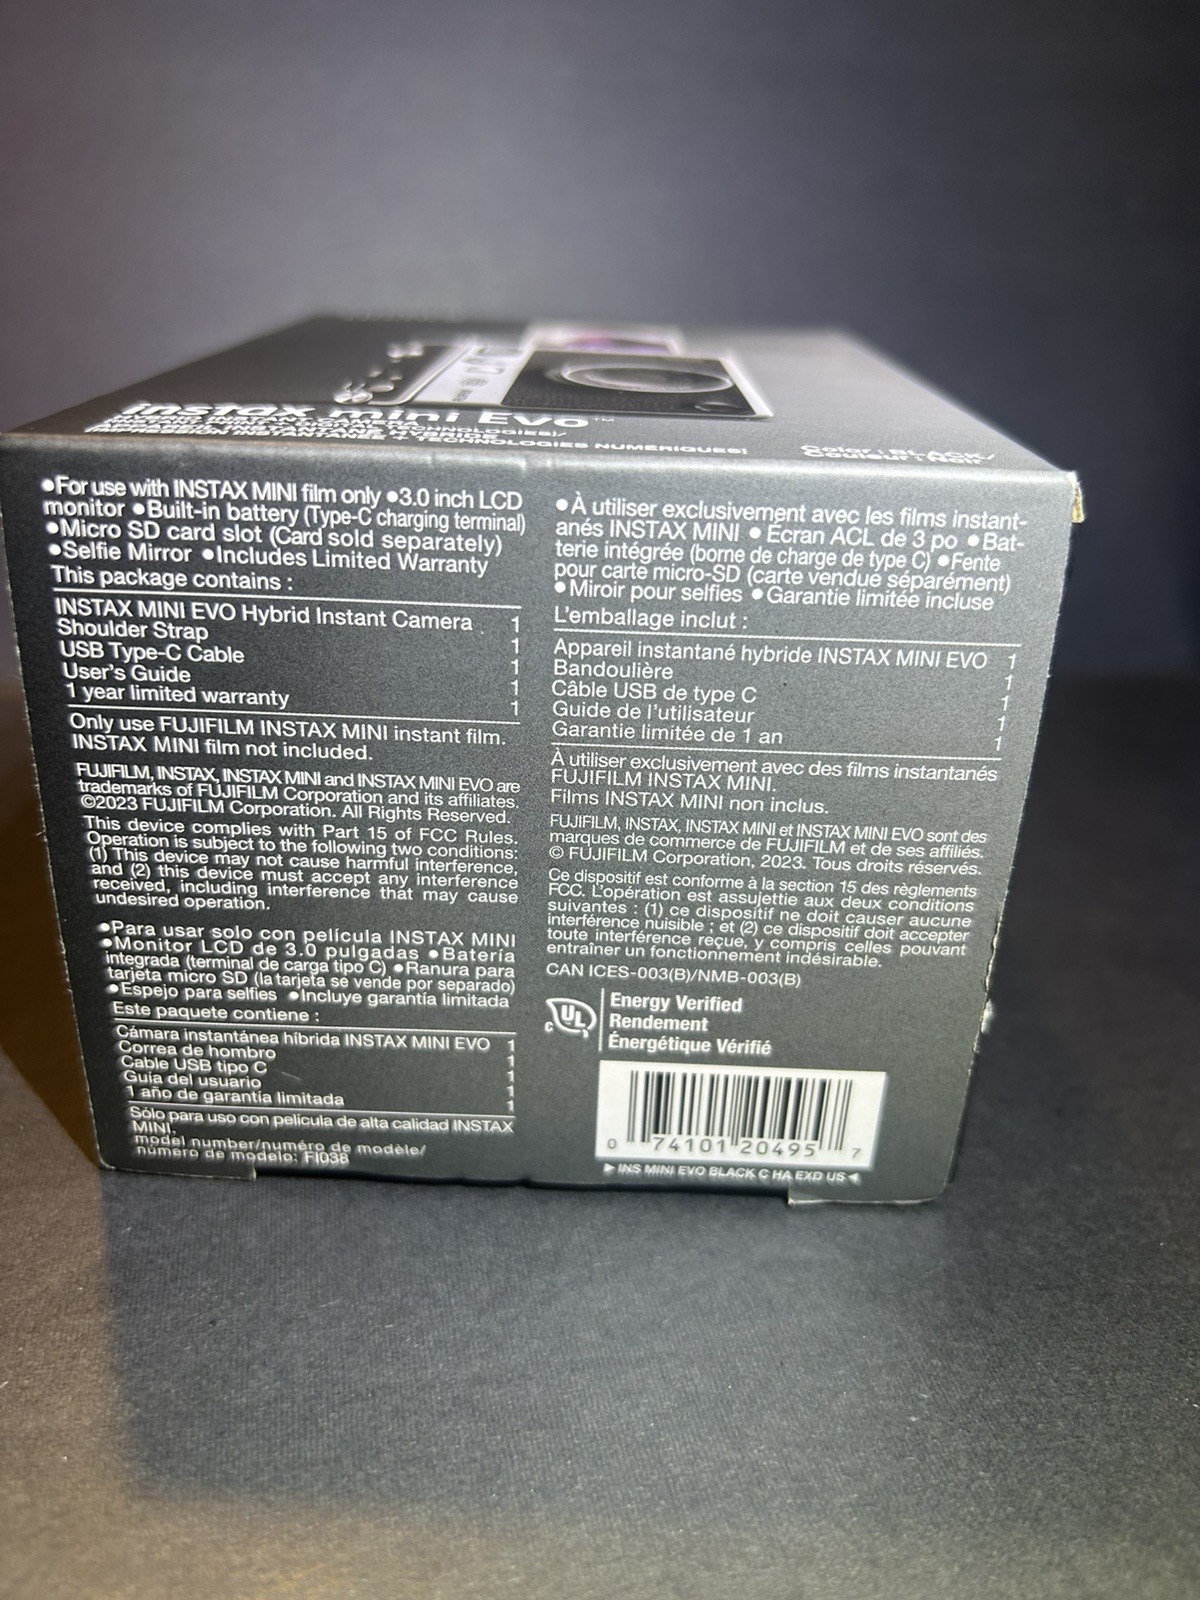 instax mini Evo™
IMPRESSION INSTANTANÉE + TECHNOLOGIES NUMÉRIQUES)
Color : BLACK/
Couleur : Noir
●For use with INSTAX MINI film only ●3.0 inch LCD
monitor ●Built-in battery (Type-C charging terminal)
●Micro SD card slot (Card sold separately)
●Selfie Mirror ●Includes Limited Warranty
This package contains :
INSTAX MINI EVO Hybrid Instant Camera 1
Shoulder Strap 1
USB Type-C Cable 1
User's Guide 1
1 year limited warranty 1
Only use FUJIFILM INSTAX MINI instant film.
INSTAX MINI film not included.
FUJIFILM, INSTAX, INSTAX MINI and INSTAX MINI EVO are
trademarks of FUJIFILM Corporation and its affiliates.
©2023 FUJIFILM Corporation. All Rights Reserved.
This device complies with Part 15 of FCC Rules.
Operation is subject to the following two conditions:
(1) This device may not cause harmful interference,
and (2) this device must accept any interference
received, including interference that may cause
undesired operation.
●Para usar solo con película INSTAX MINI
●Monitor LCD de 3.0 pulgadas ●Batería
integrada (terminal de carga tipo C) ●Ranura para
tarjeta micro SD (la tarjeta se vende por separado)
●Espejo para selfies ●Incluye garantía limitada
Este paquete contiene :
Cámara instantánea híbrida INSTAX MINI EVO 1
Correa de hombro 1
Cable USB tipo C 1
Guía del usuario 1
1 año de garantía limitada 1
Sólo para uso con película de alta calidad INSTAX
MINI.
model number/numéro de modèle/
número de modelo: FI038
●À utiliser exclusivement avec les films instant-
anés INSTAX MINI ● Écran ACL de 3 po ●Bat-
terie intégrée (borne de charge de type C) ●Fente
pour carte micro-SD (carte vendue séparément)
●Miroir pour selfies ●Garantie limitée incluse
L'emballage inclut :
Appareil instantané hybride INSTAX MINI EVO 1
Bandoulière 1
Câble USB de type C 1
Guide de l'utilisateur 1
Garantie limitée de 1 an 1
À utiliser exclusivement avec des films instantanés
FUJIFILM INSTAX MINI.
Films INSTAX MINI non inclus.
FUJIFILM, INSTAX, INSTAX MINI et INSTAX MINI EVO sont des
marques de commerce de FUJIFILM et de ses affiliés.
© FUJIFILM Corporation, 2023. Tous droits réservés.
Ce dispositif est conforme à la section 15 des règlements
FCC. L'opération est assujettie aux deux conditions
suivantes : (1) ce dispositif ne doit causer aucune
interférence nuisible ; et (2) ce dispositif doit accepter
toute interférence reçue, y compris celles pouvant
entraîner un fonctionnement indésirable.
CAN ICES-003(B)/NMB-003(B)
C UL
Energy Verified
Rendement
Énergétique Vérifié
0 74101 20495 7
▶INS MINI EVO BLACK C HA EXD US◀